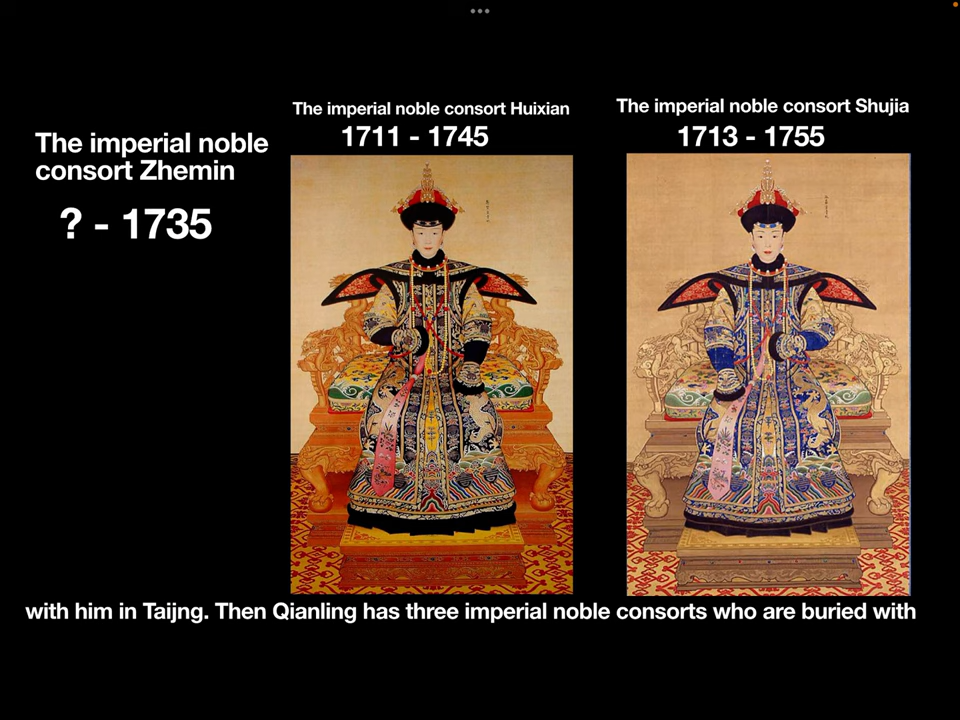 The imperial noble
consort Zhemin
? - 1735
The imperial noble consort Huixian
1711 - 1745
The imperial noble consort Shujia
1713 - 1755
with him in Taijng. Then Qianling has three imperial noble consorts who are buried with